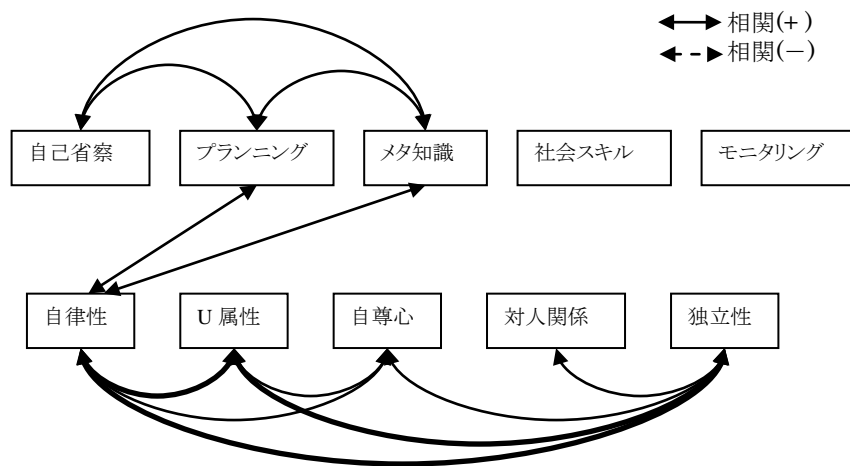 相関(+)
相関(－)
自己省察
プランニング
メタ知識
社会スキル
モニタリング
自律性
U 属性
自尊心
対人関係
独立性